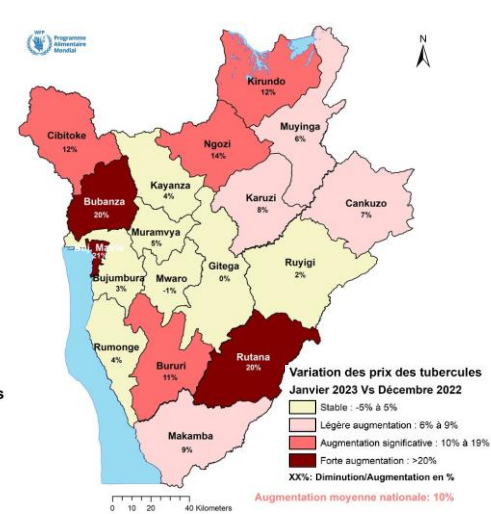 WFP
Programme
Alimentaire
Mondial
N
Kirundo
12%
Cibitoke
12%
Ngozi
14%
Muyinga
6%
Kayanza
4%
Bubanza
20%
Karuzi
8%
Cankuzo
7%
Muramvya
5%
21%
Bujumbura
3%
Mwaro
-1%
Gitega
0%
Ruyigi
2%
Rumonge
4%
Bururi
11%
Rutana
20%
Makamba
9%
s
Variation des prix des tubercules
Janvier 2023 Vs Décembre 2022
Stable : -5% à 5%
Légère augmentation : 6% à 9%
Augmentation significative : 10% à 19%
Forte augmentation : >20%
XX%: Diminution/Augmentation en %
0 10 20 40 Kilometers
Augmentation moyenne nationale: 10%